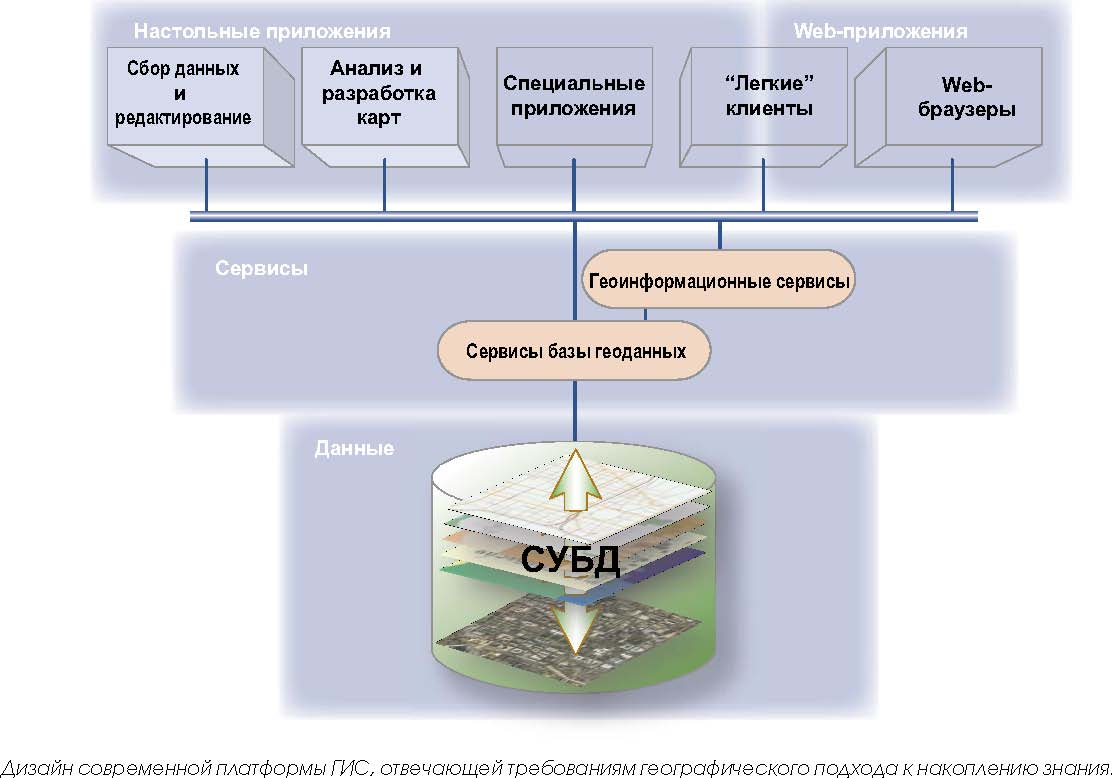 Настольные приложения
Web-приложения
Сбор данных
и
редактирование
Анализ и
разработка
карт
Специальные
приложения
“Легкие”
клиенты
Web-
браузеры
Сервисы
Геоинформационные сервисы
Сервисы базы геоданных
Данные
СУБД
Дизайн современной платформы ГИС, отвечающей требованиям географического подхода к накоплению знания.